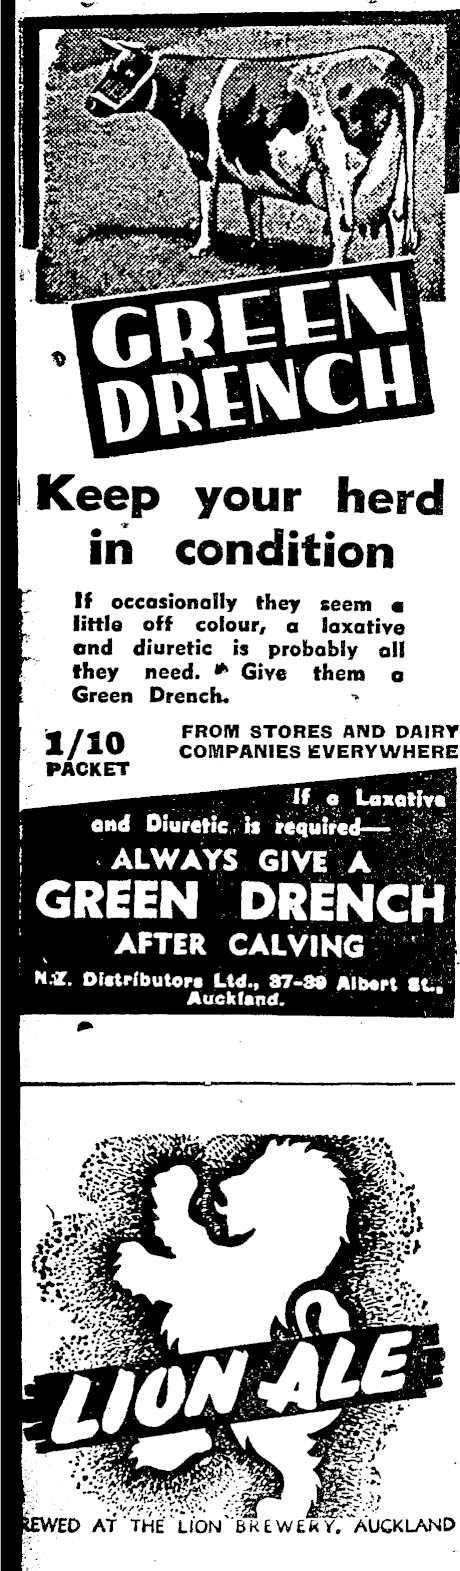 GREEN
DRENCH
Keep your herd
in condition
If occasionally they seem a
little off colour, a laxative
and diuretic is probably all
they need. Give them a
Green Drench.
1/10
PACKET
FROM STORES AND DAIRY
COMPANIES EVERYWHERE
If a Laxative
and Diuretic is required—
ALWAYS GIVE A
GREEN DRENCH
AFTER CALVING
N.Z. Distributors Ltd., 37-39 Albert St.,
Auckland.
LION ALE
REWED AT THE LION BREWERY, AUCKLAND